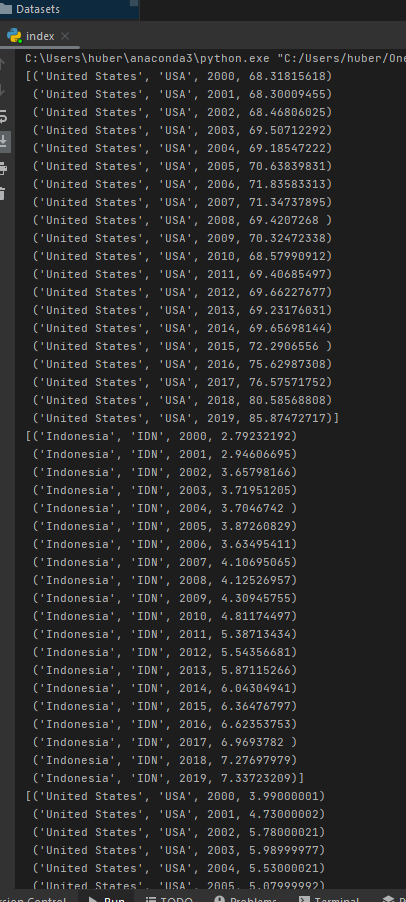 Datasets
index
C:\Users\huber\anaconda3\python.exe "C:/Users/huber/One
[('United States', 'USA', 2000, 68.31815618)
('United States', 'USA', 2001, 68.30009455)
('United States', 'USA', 2002, 68.46806025)
('United States', 'USA', 2003, 69.50712292)
('United States', 'USA', 2004, 69.18547222)
('United States', 'USA', 2005, 70.63839831)
('United States', 'USA', 2006, 71.83583313)
('United States', 'USA', 2007, 71.34737895)
('United States', 'USA', 2008, 69.4207268 )
('United States', 'USA', 2009, 70.32472338)
('United States', 'USA', 2010, 68.57990912)
('United States', 'USA', 2011, 69.40685497)
('United States', 'USA', 2012, 69.66227677)
('United States', 'USA', 2013, 69.23176031)
('United States', 'USA', 2014, 69.65698144)
('United States', 'USA', 2015, 72.2906556 )
('United States', 'USA', 2016, 75.62987308)
('United States', 'USA', 2017, 76.57571752)
('United States', 'USA', 2018, 80.58568808)
('United States', 'USA', 2019, 85.87472717)]
[('Indonesia', 'IDN', 2000, 2.79232192)
('Indonesia', 'IDN', 2001, 2.94606695)
('Indonesia', 'IDN', 2002, 3.65798166)
('Indonesia', 'IDN', 2003, 3.71951205)
('Indonesia', 'IDN', 2004, 3.7046742 )
('Indonesia', 'IDN', 2005, 3.87260829)
('Indonesia', 'IDN', 2006, 3.63495411)
('Indonesia', 'IDN', 2007, 4.10695065)
('Indonesia', 'IDN', 2008, 4.12526957)
('Indonesia', 'IDN', 2009, 4.30945755)
('Indonesia', 'IDN', 2010, 4.81174497)
('Indonesia', 'IDN', 2011, 5.38713434)
('Indonesia', 'IDN', 2012, 5.54356681)
('Indonesia', 'IDN', 2013, 5.87115266)
('Indonesia', 'IDN', 2014, 6.04304941)
('Indonesia', 'IDN', 2015, 6.36476797)
('Indonesia', 'IDN', 2016, 6.62353753)
('Indonesia', 'IDN', 2017, 6.9693782 )
('Indonesia', 'IDN', 2018, 7.27697979)
('Indonesia', 'IDN', 2019, 7.33723209)]
[('United States', 'USA', 2000, 3.99000001)
('United States', 'USA', 2001, 4.73000002)
('United States', 'USA', 2002, 5.78000021)
('United States', 'USA', 2003, 5.98999977)
('United States', 'USA', 2004, 5.53000021)
('United States', 'USA', 2005, 5.07999992)
rsion Control Run TODO Problems Terminal P